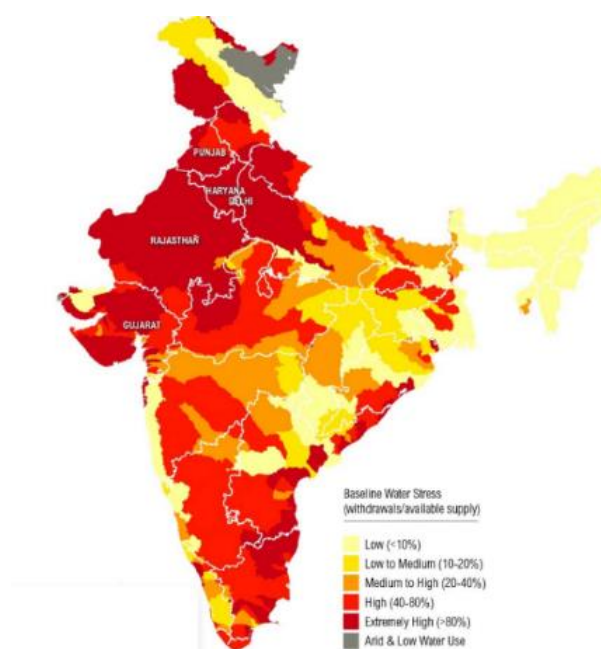 PUNJAB
HARYANA
DELHI
RAJASTHAN
GUJARAT
Baseline Water Stress
(withdrawals/available supply)
Low (<10%)
Low to Medium (10-20%)
Medium to High (20-40%)
High (40-80%)
Extremely High (>80%)
Arid & Low Water Use